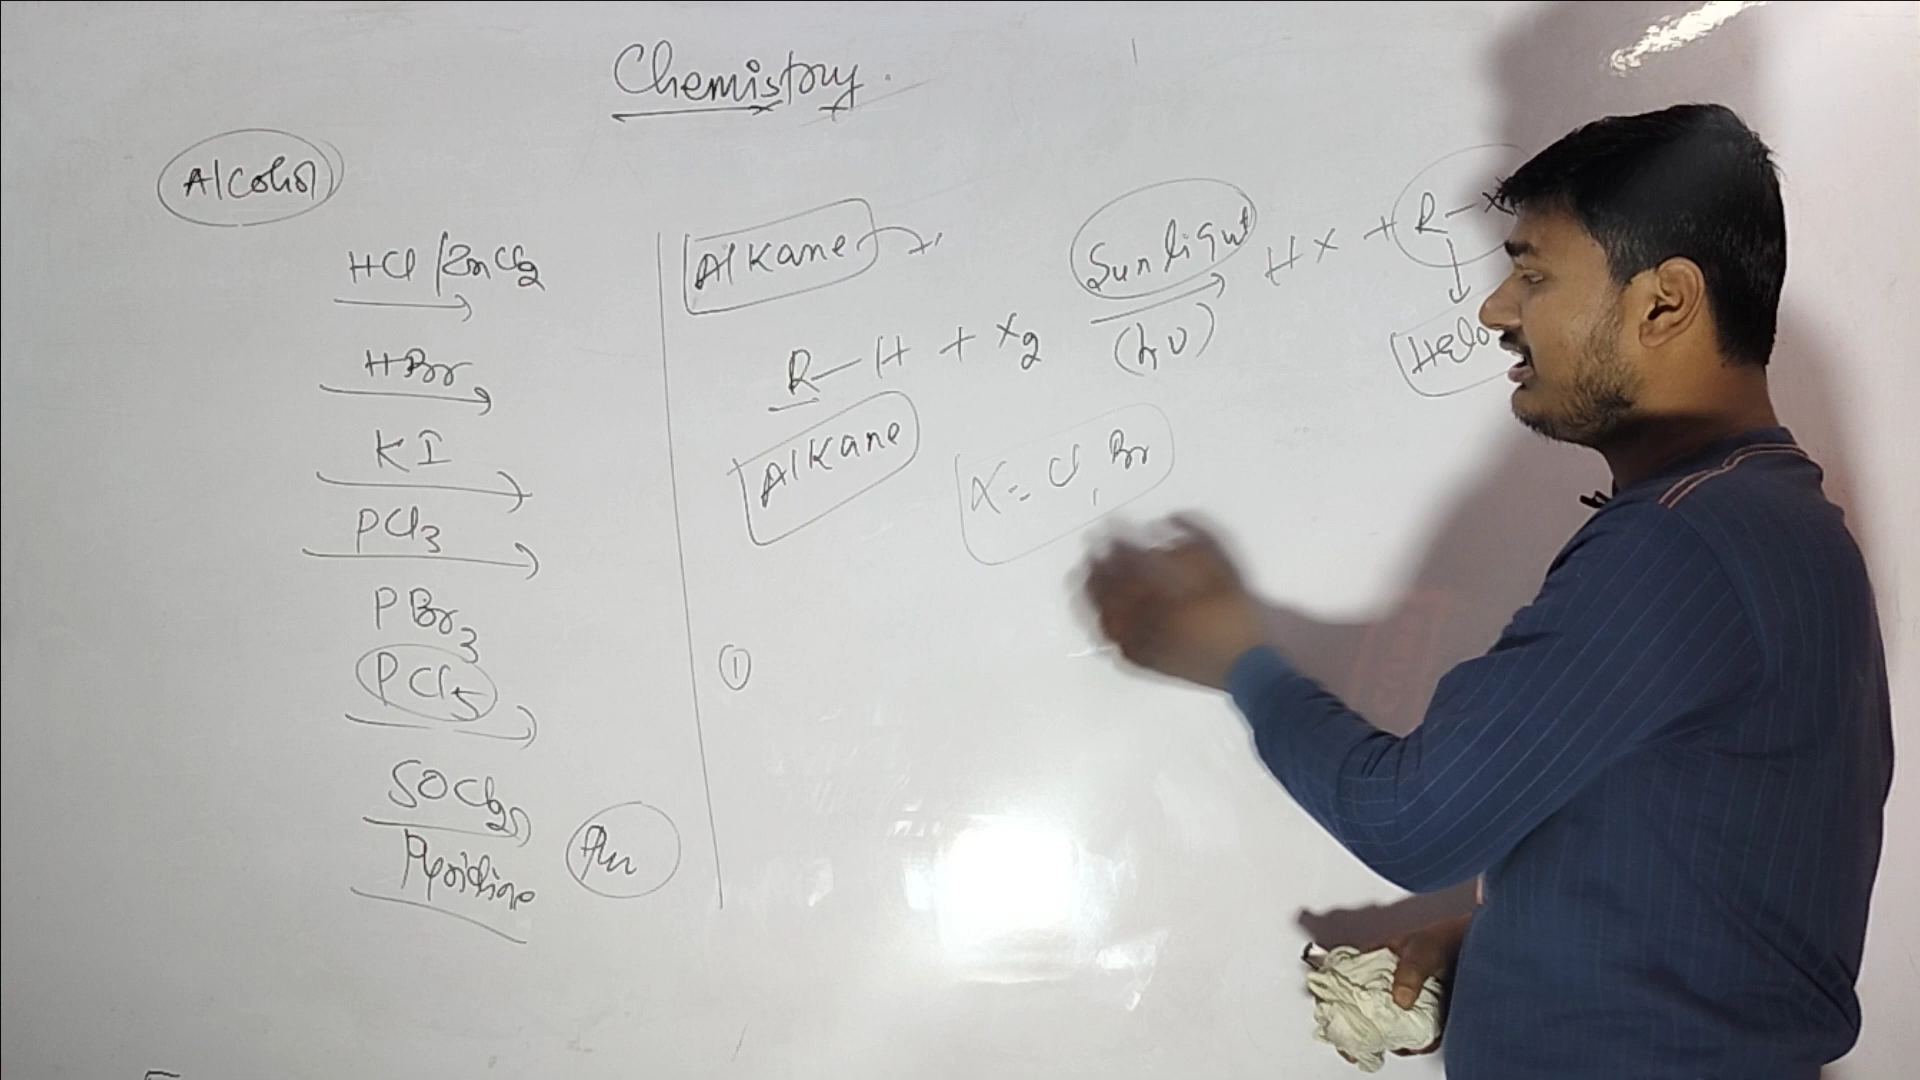 Chemistry.
Alcohol
HCl/ZnCl2
HBr
KI
PCl3
PBr3
PCl5
SOCl2
Pyridine
Alkane
R-H + X2 Sunlight (hν) HX + R-X
Alkane
X = Cl, Br
Halo
①